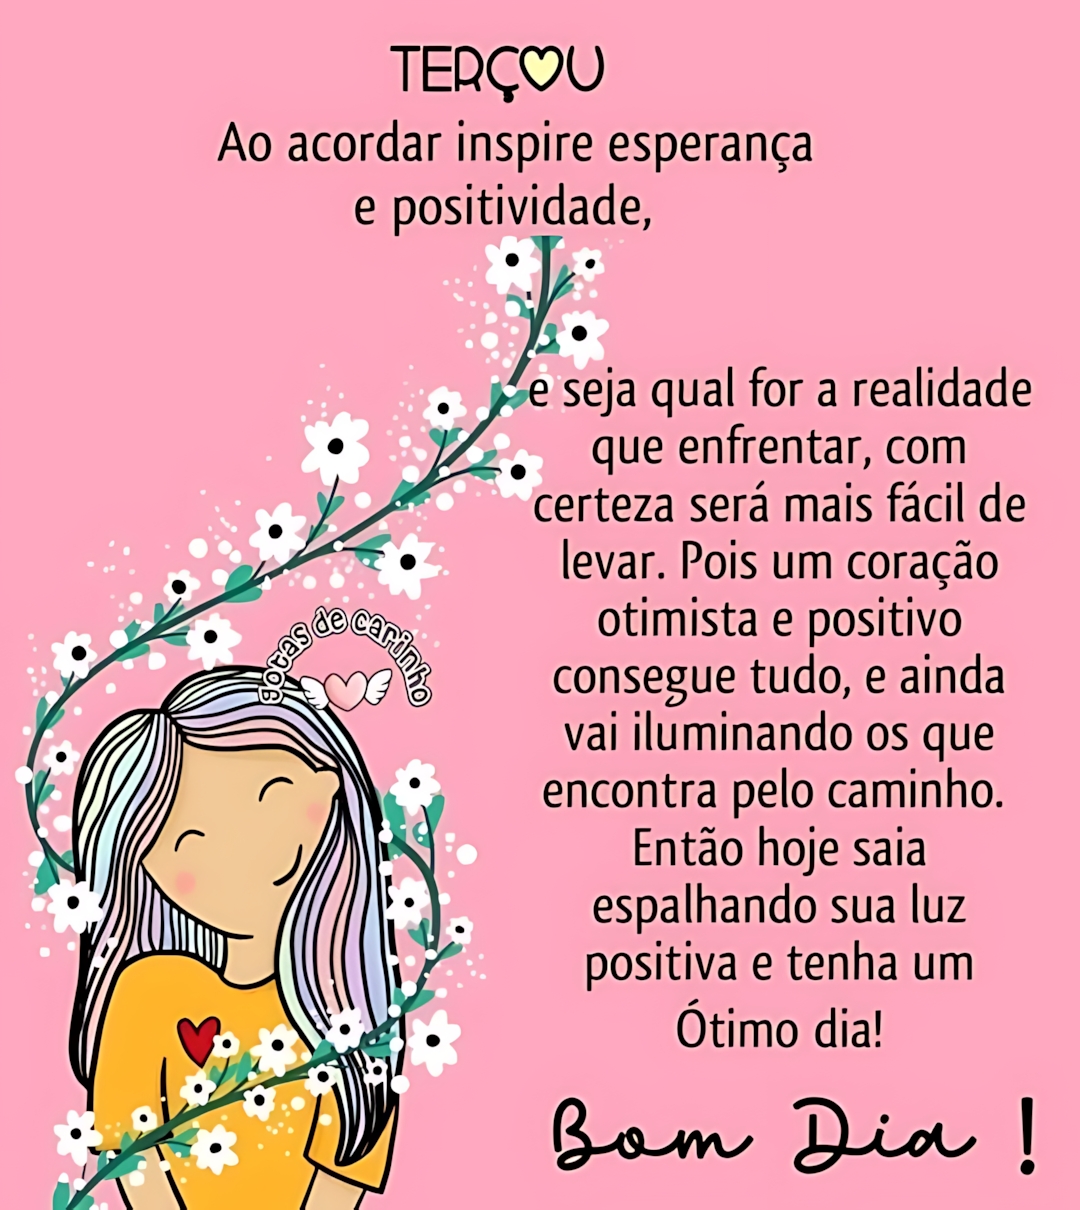 TERÇOU
Ao acordar inspire esperança
e positividade,
e seja qual for a realidade
que enfrentar, com
certeza será mais fácil de
levar. Pois um coração
otimista e positivo
consegue tudo, e ainda
vai iluminando os que
encontra pelo caminho.
Então hoje saia
espalhando sua luz
positiva e tenha um
Ótimo dia!
gotas de carinho
Bom Dia !